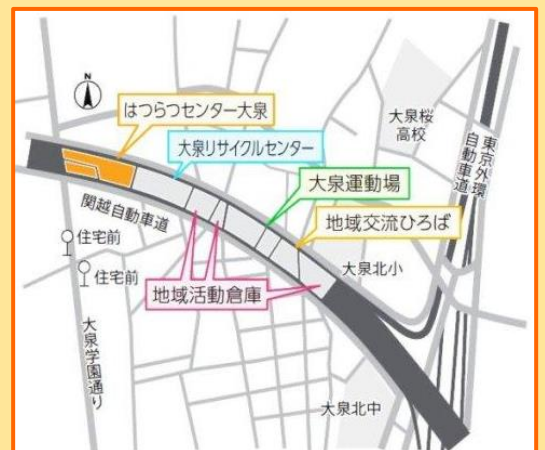 N
はつらつセンター大泉
大泉リサイクルセンター
大泉桜
高校
東京外環
自動車道
大泉運動場
地域交流ひろば
関越自動車道
住宅前
住宅前
大泉北小
地域活動倉庫
大泉学園通り
大泉北中